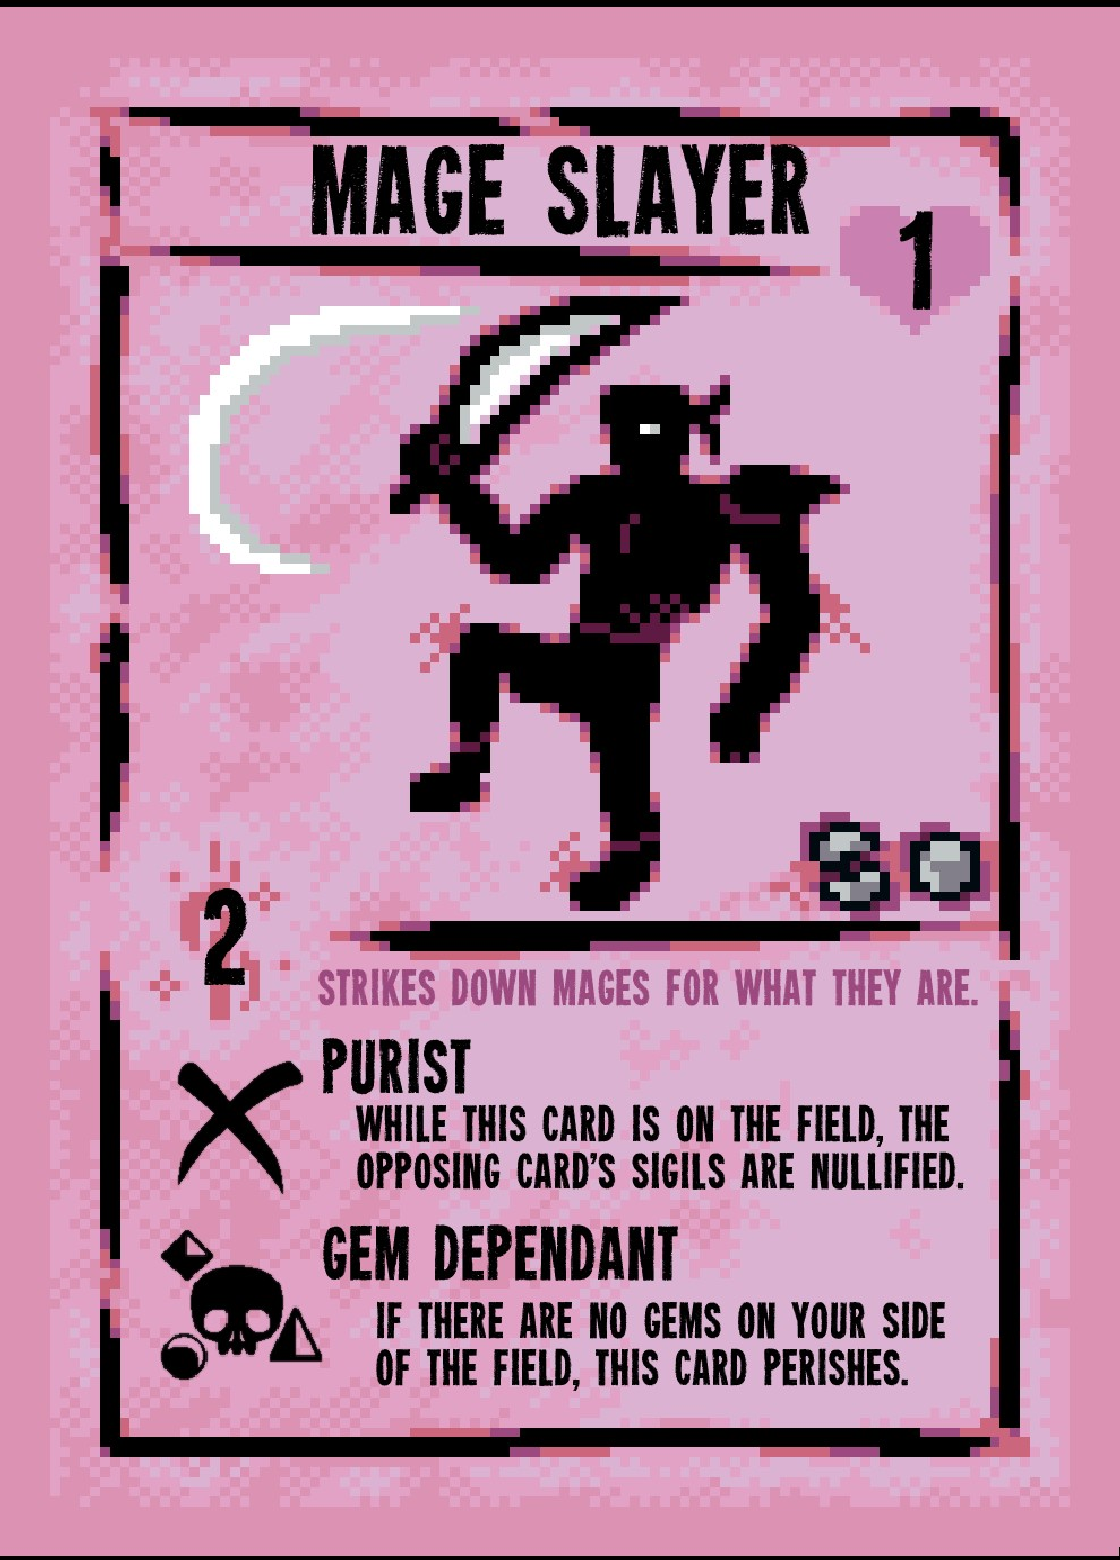 MAGE SLAYER
1
2
STRIKES DOWN MAGES FOR WHAT THEY ARE.
PURIST
WHILE THIS CARD IS ON THE FIELD, THE
OPPOSING CARD'S SIGILS ARE NULLIFIED.
GEM DEPENDANT
IF THERE ARE NO GEMS ON YOUR SIDE
OF THE FIELD, THIS CARD PERISHES.